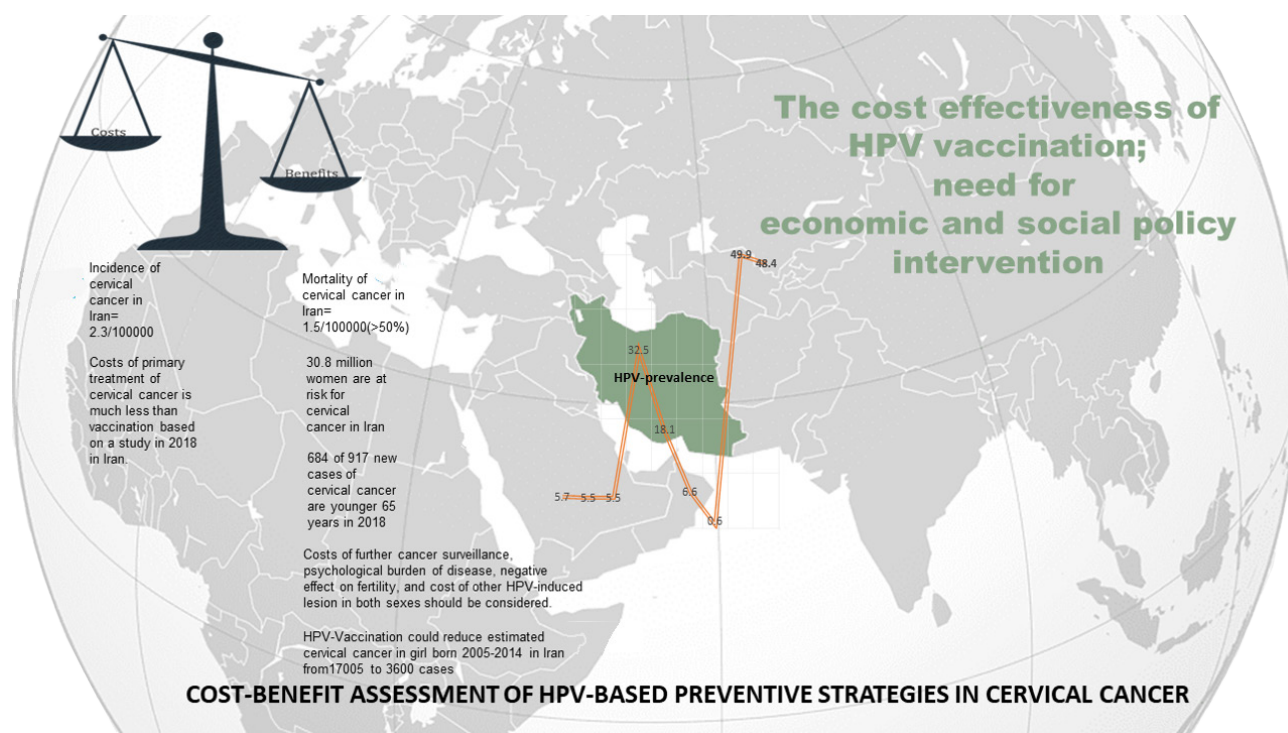 Costs
Benefits
The cost effectiveness of
HPV vaccination;
need for
economic and social policy
intervention
Incidence of
cervical
cancer in
Iran=
2.3/100000
Costs of primary
treatment of
cervical cancer is
much less than
vaccination based
on a study in 2018
in Iran.
Mortality of
cervical cancer in
Iran=
1.5/100000(>50%)
30.8 million
women are at
risk for
cervical
cancer in Iran
684 of 917 new
cases of
cervical cancer
are younger 65
years in 2018
Costs of further cancer surveillance,
psychological burden of disease, negative
effect on fertility, and cost of other HPV-induced
lesion in both sexes should be considered.
HPV-Vaccination could reduce estimated
cervical cancer in girl born 2005-2014 in Iran
from17005 to 3600 cases
49.9
48.4
32.5
HPV-prevalence
18.1
5.7
5.5
5.5
6.6
0.6
COST-BENEFIT ASSESSMENT OF HPV-BASED PREVENTIVE STRATEGIES IN CERVICAL CANCER